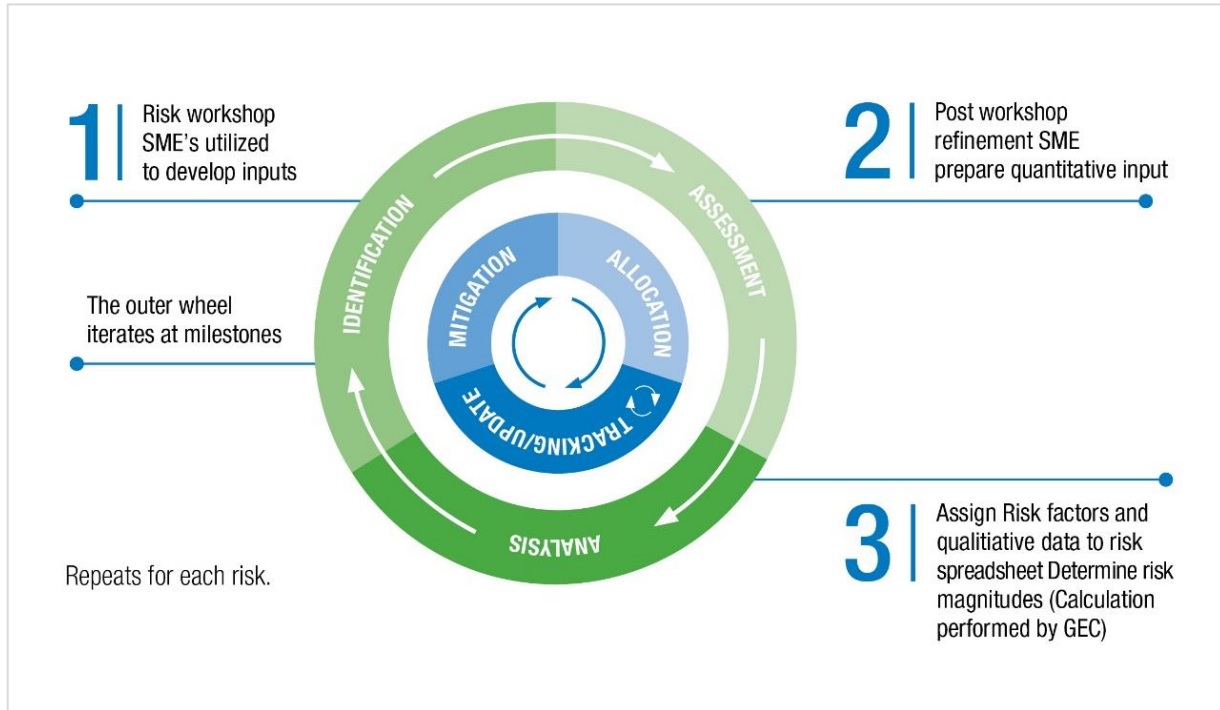 1
Risk workshop
SME's utilized
to develop inputs
2
Post workshop
refinement SME
prepare quantitative input
IDENTIFICATION
ASSESSMENT
MITIGATION
ALLOCATION
TRACKING/UPDATE
ANALYSIS
The outer wheel
iterates at milestones
Repeats for each risk.
3
Assign Risk factors and
qualitiative data to risk
spreadsheet Determine risk
magnitudes (Calculation
performed by GEC)